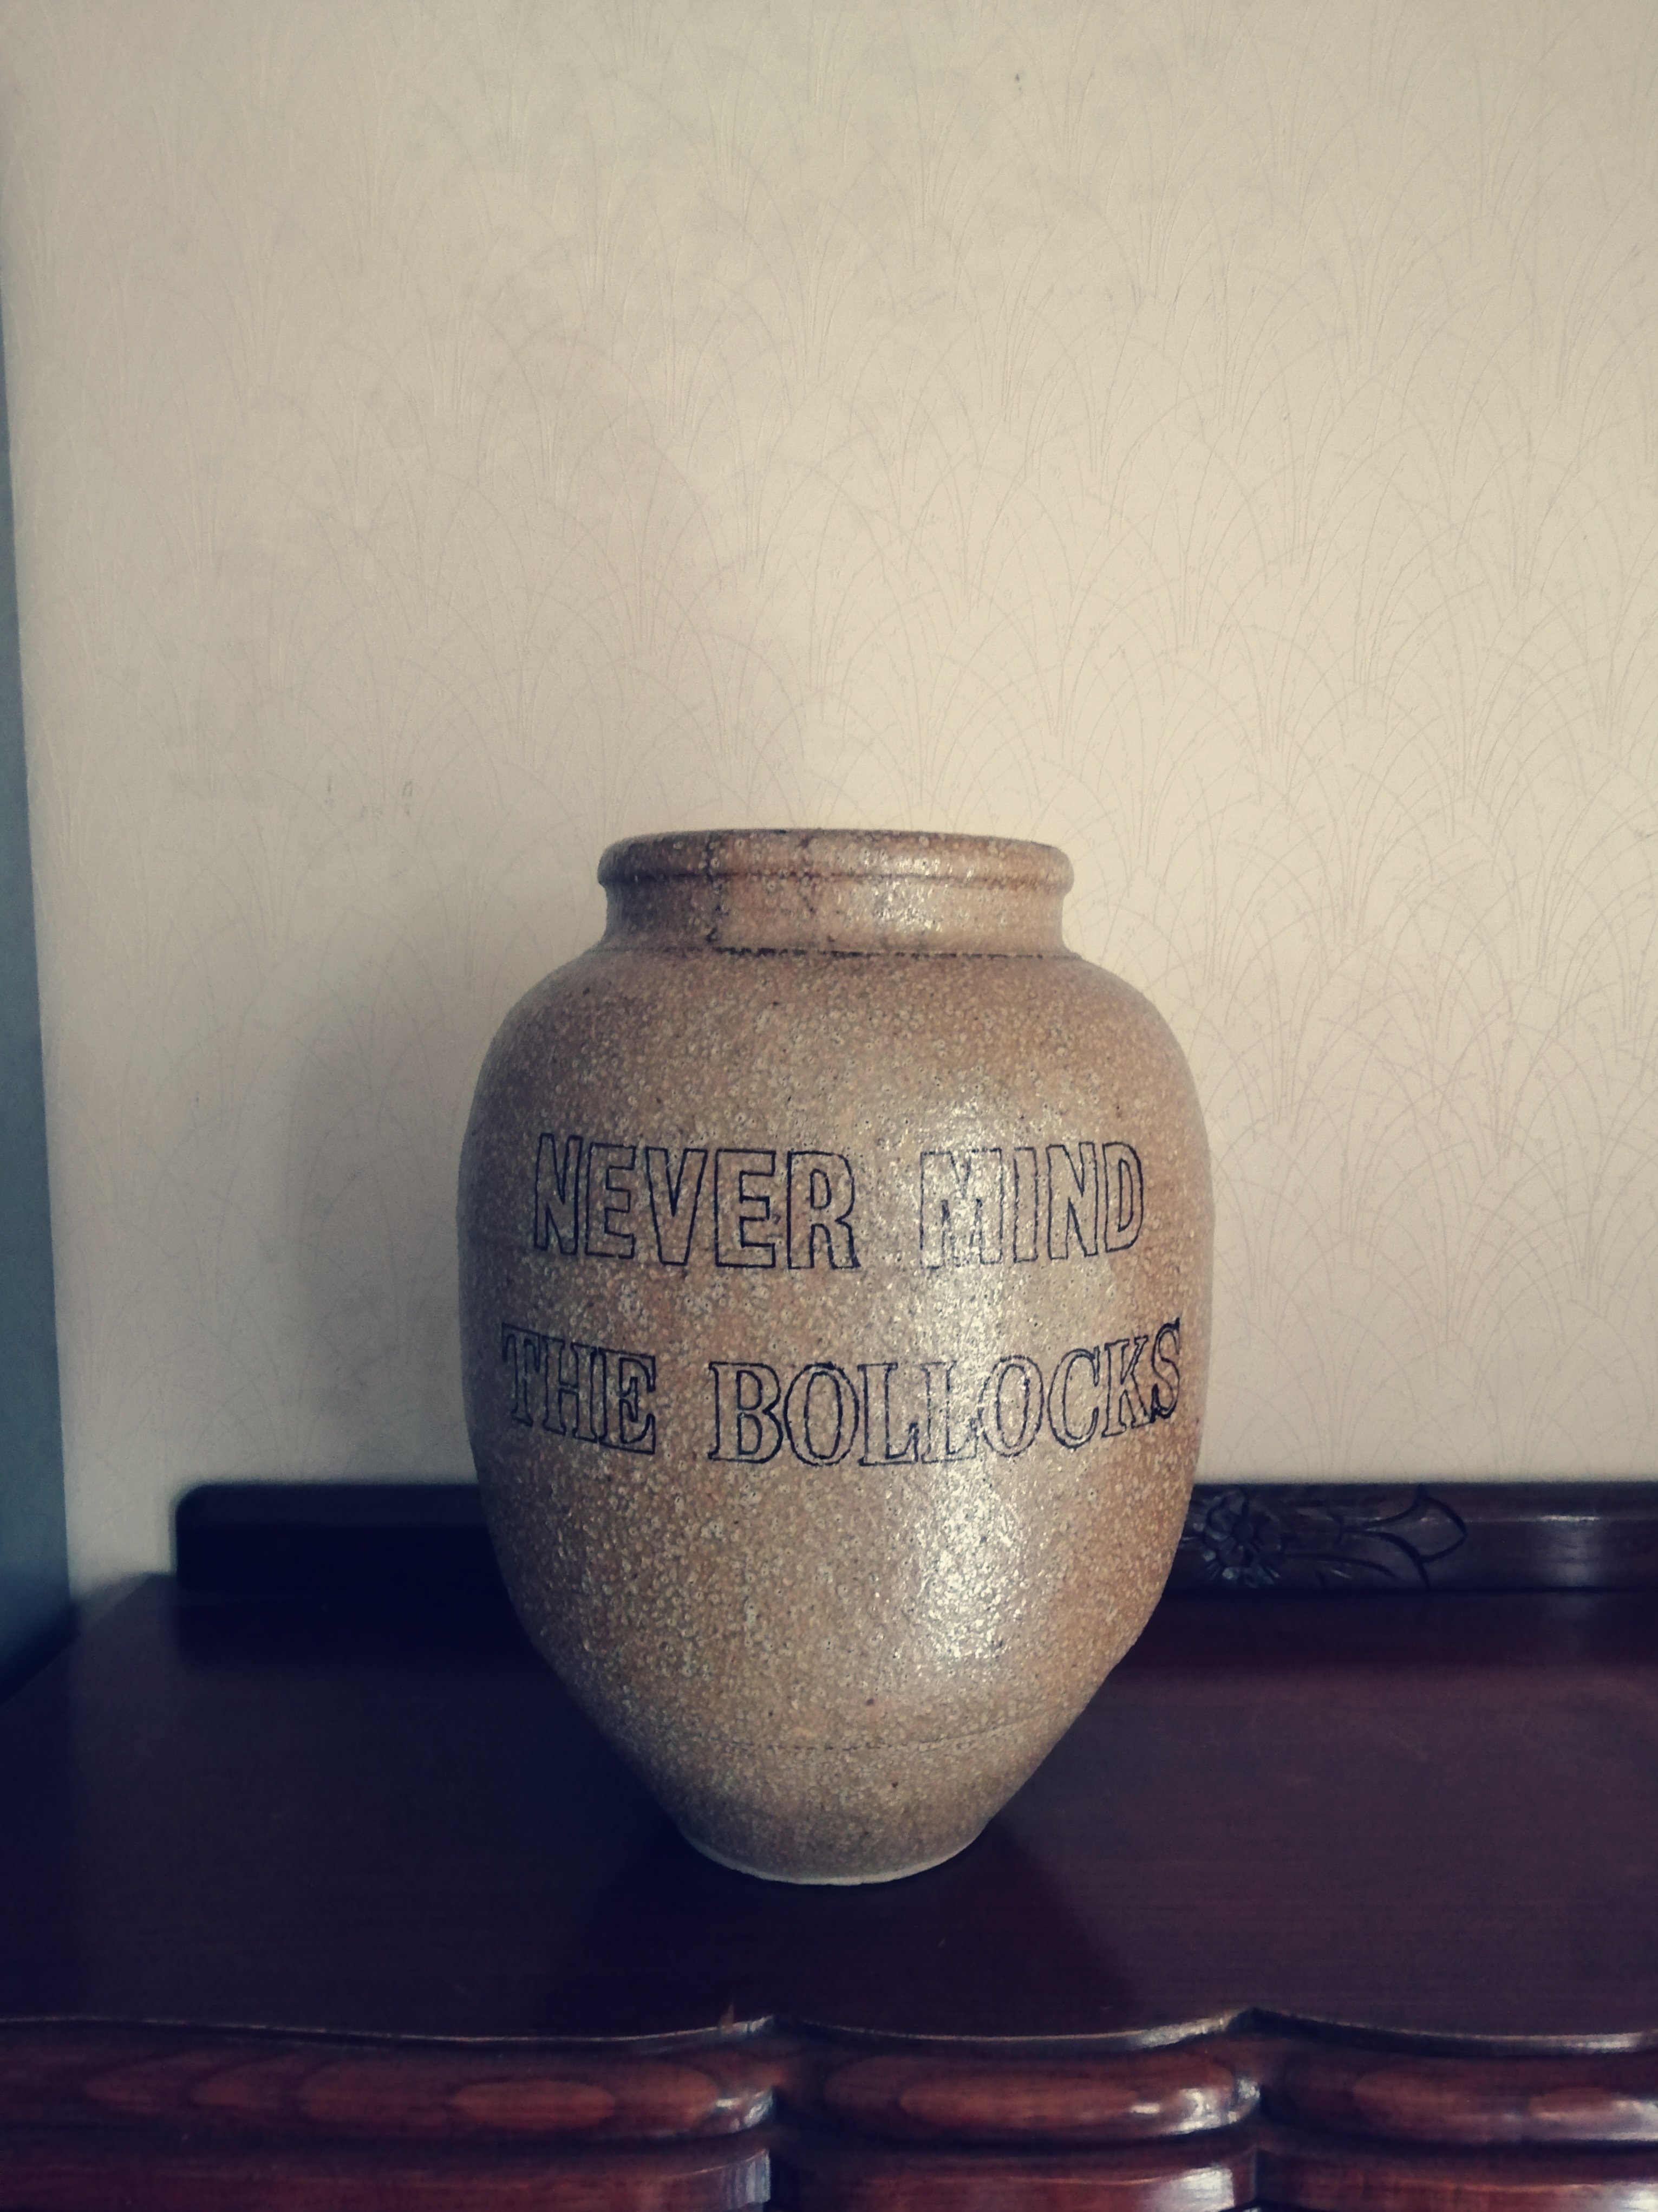 NEVER MIND
THE BOLLOCKS